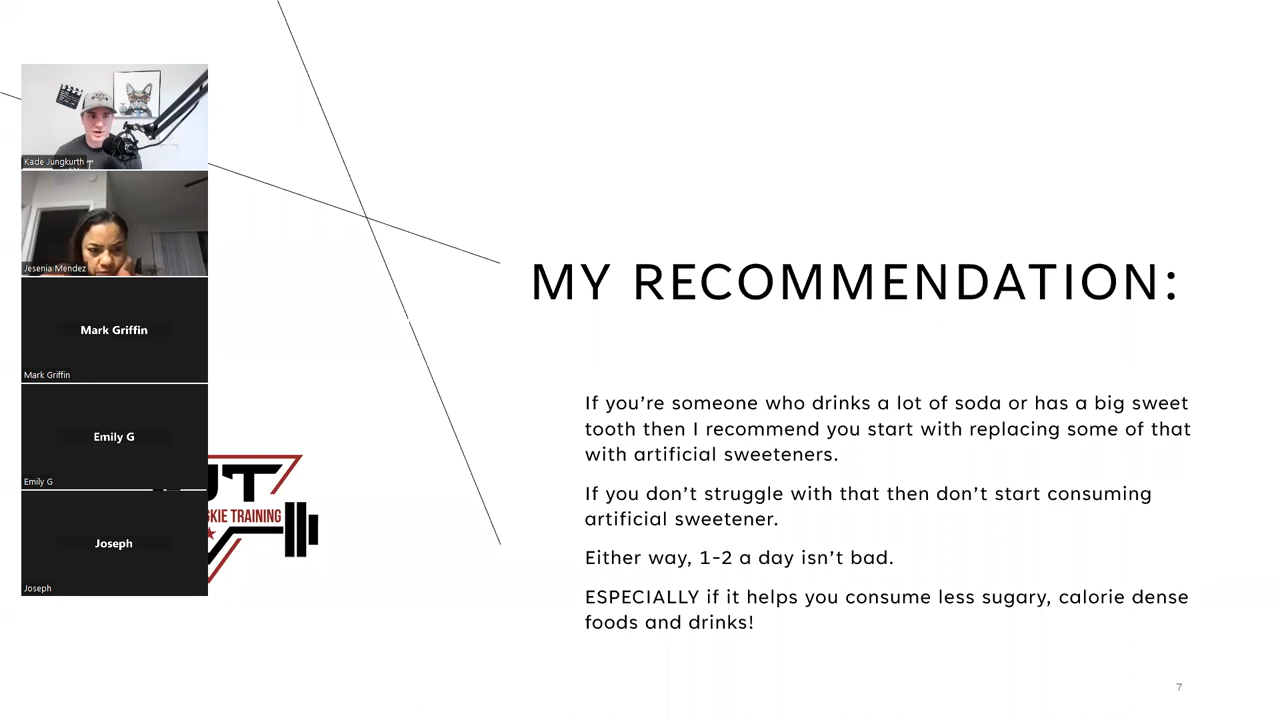 Kade Jungkurth
Jesenia Mendez
Mark Griffin
Mark Griffin
Emily G
Emily G
Joseph
Joseph
TRAINING
MY RECOMMENDATION:
If you’re someone who drinks a lot of soda or has a big sweet
tooth then I recommend you start with replacing some of that
with artificial sweeteners.
If you don’t struggle with that then don’t start consuming
artificial sweetener.
Either way, 1-2 a day isn’t bad.
ESPECIALLY if it helps you consume less sugary, calorie dense
foods and drinks!
7